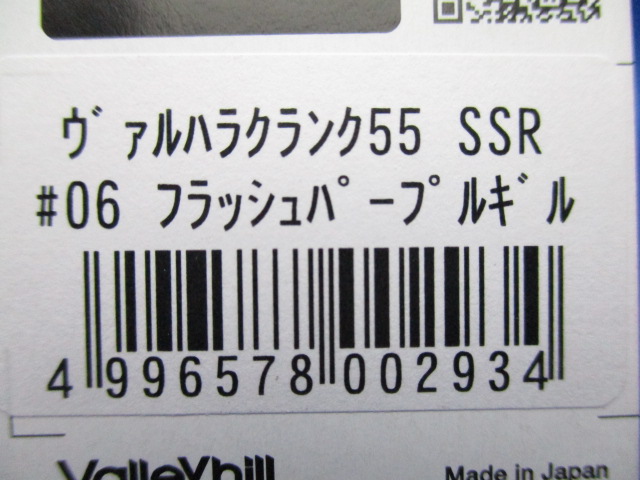 ヴァルハラクランク55 SSR
#06 フラッシュパープルギル
4 996578 002934
ValleyHill
Made in Japan